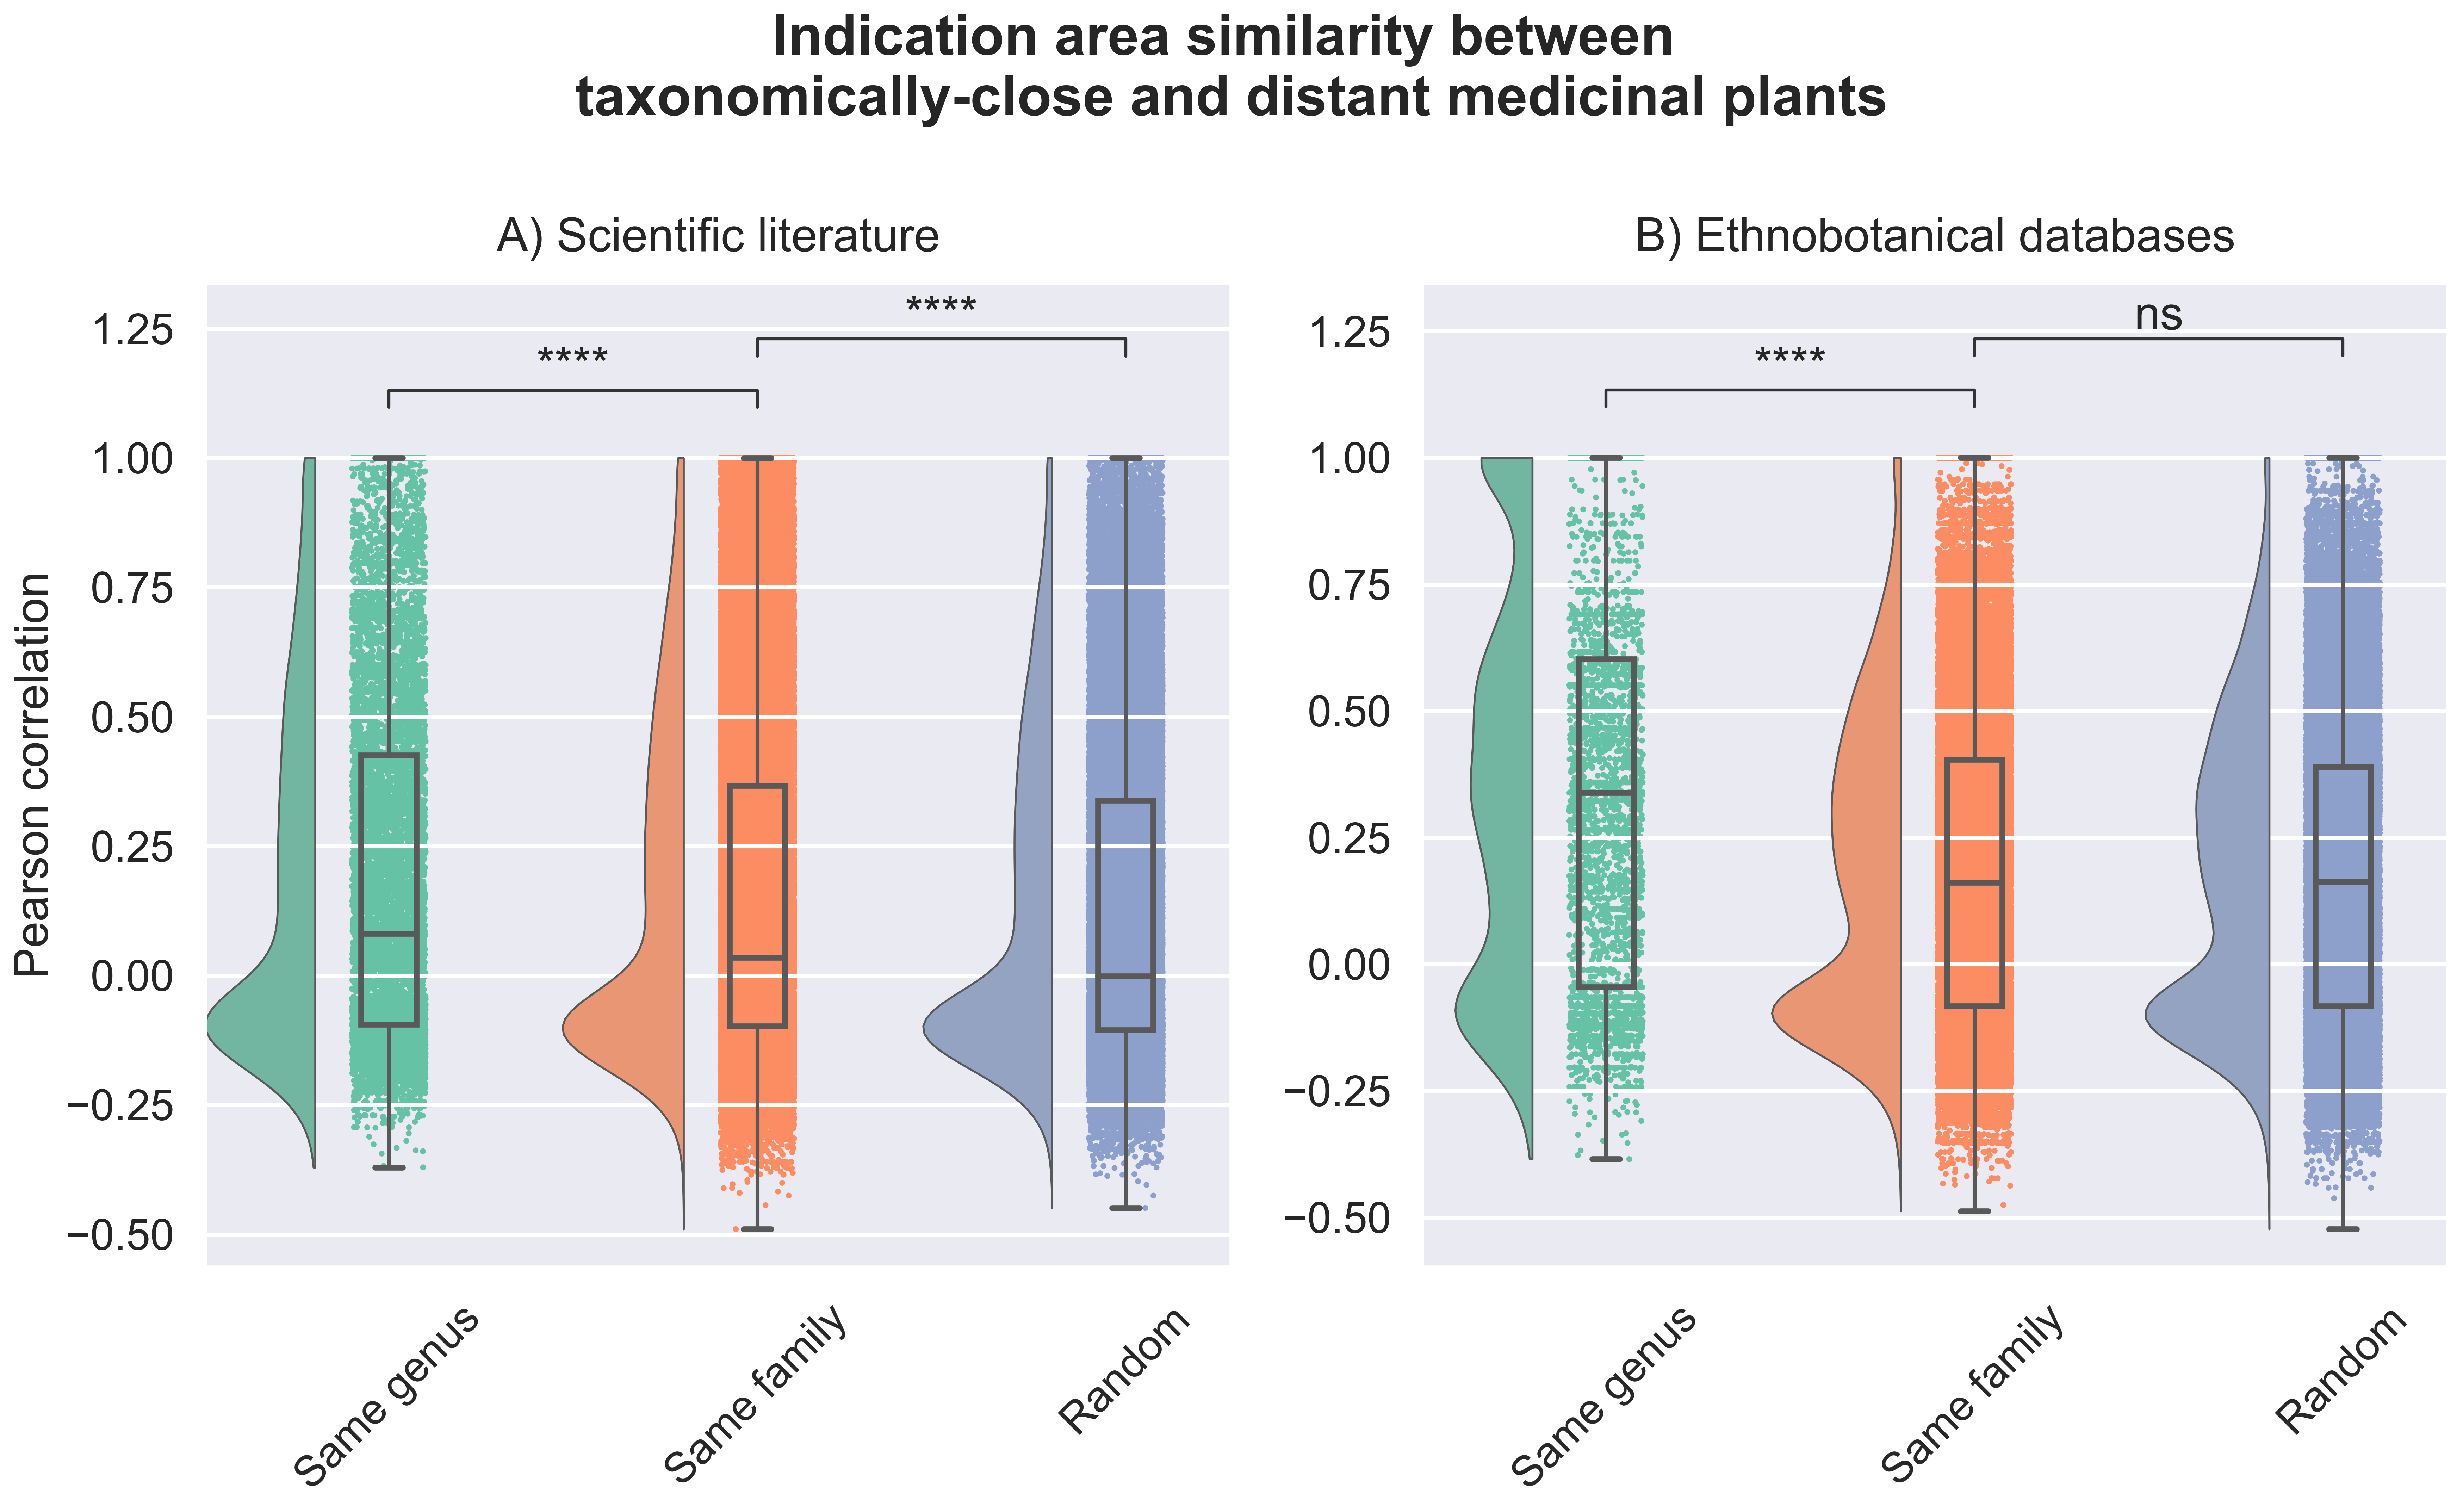 Indication area similarity between
taxonomically-close and distant medicinal plants
A) Scientific literature
****
****
1.25
1.00
0.75
0.50
0.25
0.00
−0.25
−0.50
Pearson correlation
Same genus
Same family
Random
B) Ethnobotanical databases
ns
****
1.25
1.00
0.75
0.50
0.25
0.00
−0.25
−0.50
Same genus
Same family
Random